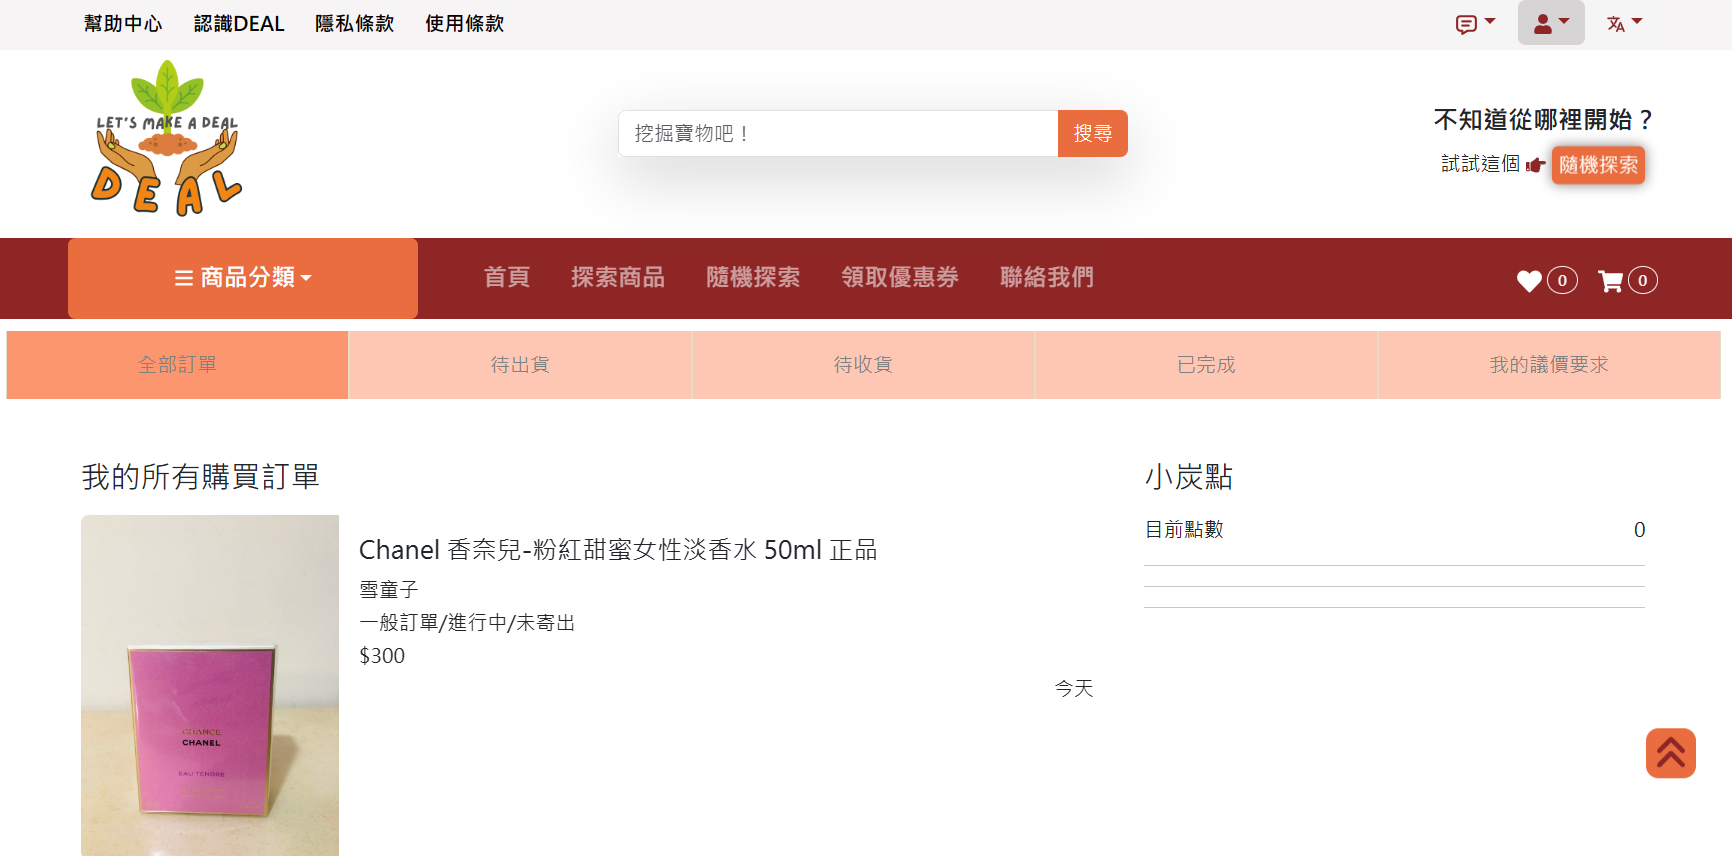 幫助中心 認識DEAL 隱私條款 使用條款
LET'S MAKE A DEAL
DEAL
挖掘寶物吧！ 搜尋
不知道從哪裡開始？
試試這個 隨機探索
商品分類 首頁 探索商品 隨機探索 領取優惠券 聯絡我們 0 0
全部訂單 待出貨 待收貨 已完成 我的議價要求
我的所有購買訂單
Chanel 香奈兒-粉紅甜蜜女性淡香水 50ml 正品
雪童子
一般訂單/進行中/未寄出
$300
今天
CHANCE
CHANEL
EAU TENDRE
小炭點
目前點數 0